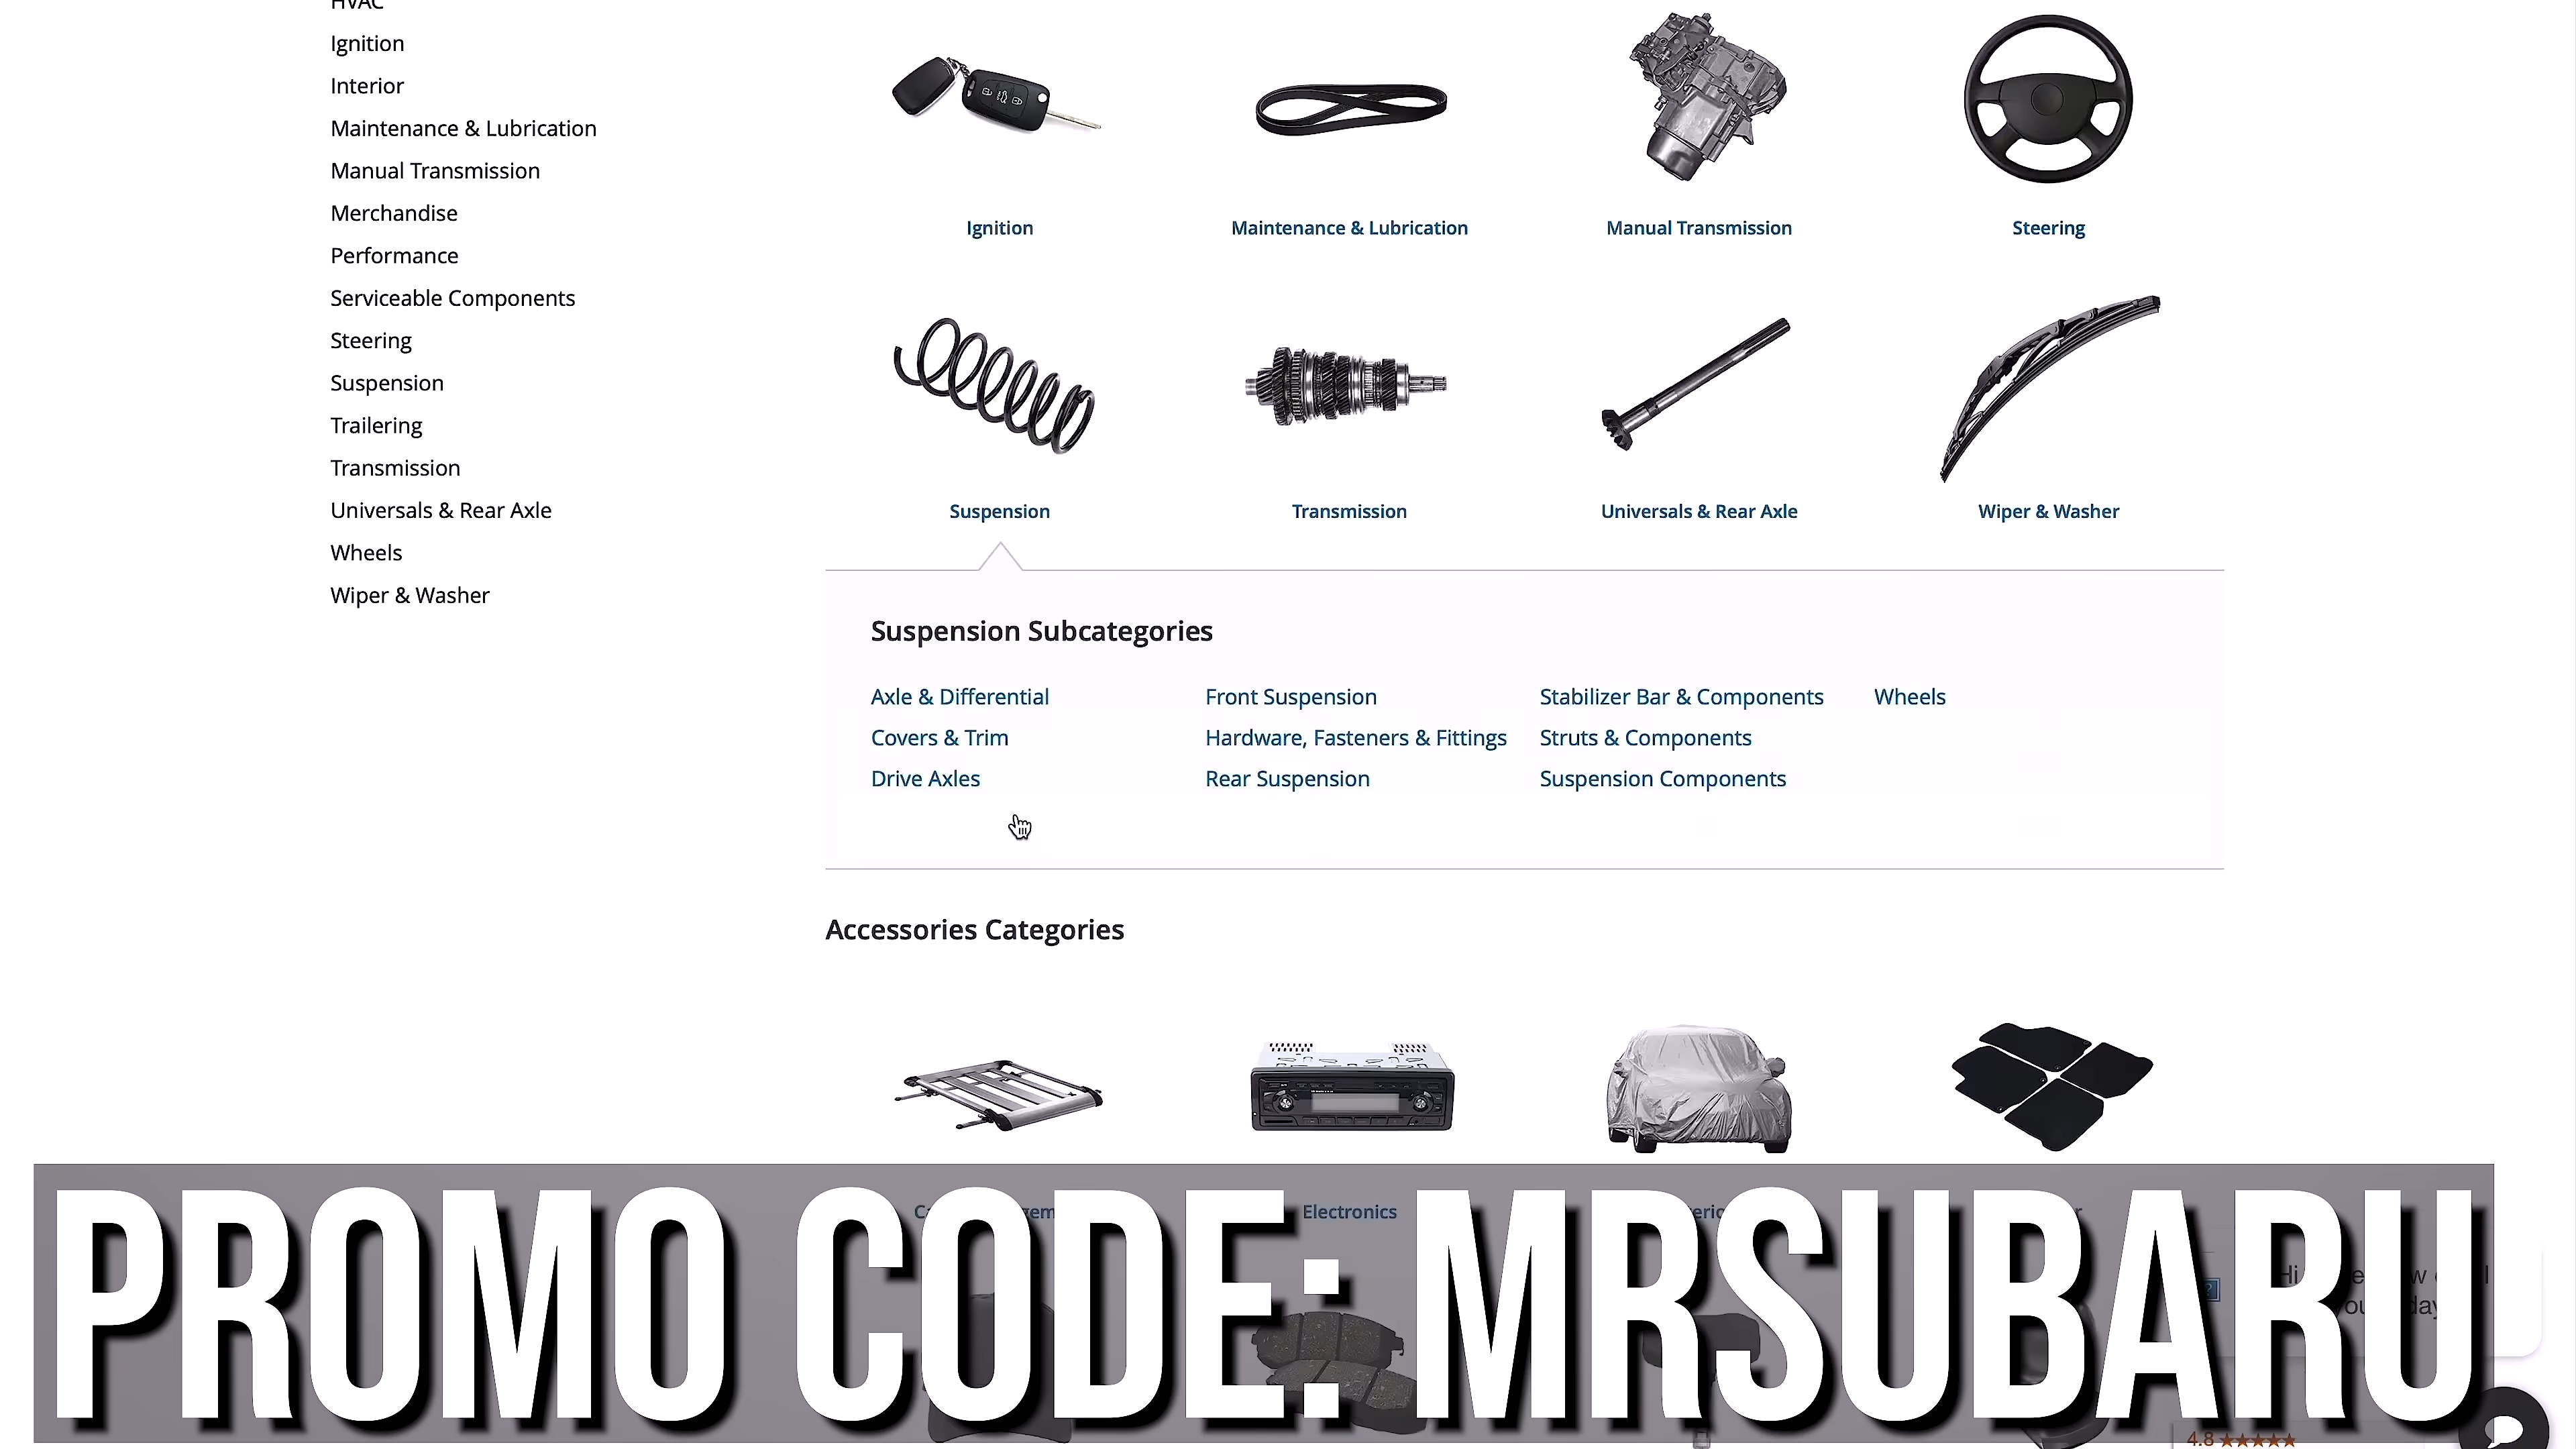 HVAC
Ignition
Interior
Maintenance & Lubrication
Manual Transmission
Merchandise
Performance
Serviceable Components
Steering
Suspension
Trailering
Transmission
Universals & Rear Axle
Wheels
Wiper & Washer
Ignition
Maintenance & Lubrication
Manual Transmission
Steering
Suspension
Transmission
Universals & Rear Axle
Wiper & Washer
Suspension Subcategories
Axle & Differential
Front Suspension
Stabilizer Bar & Components
Wheels
Covers & Trim
Hardware, Fasteners & Fittings
Struts & Components
Drive Axles
Rear Suspension
Suspension Components
Accessories Categories
Electronics
PROMO CODE: MRSUBARU
4.8 ★★★★★